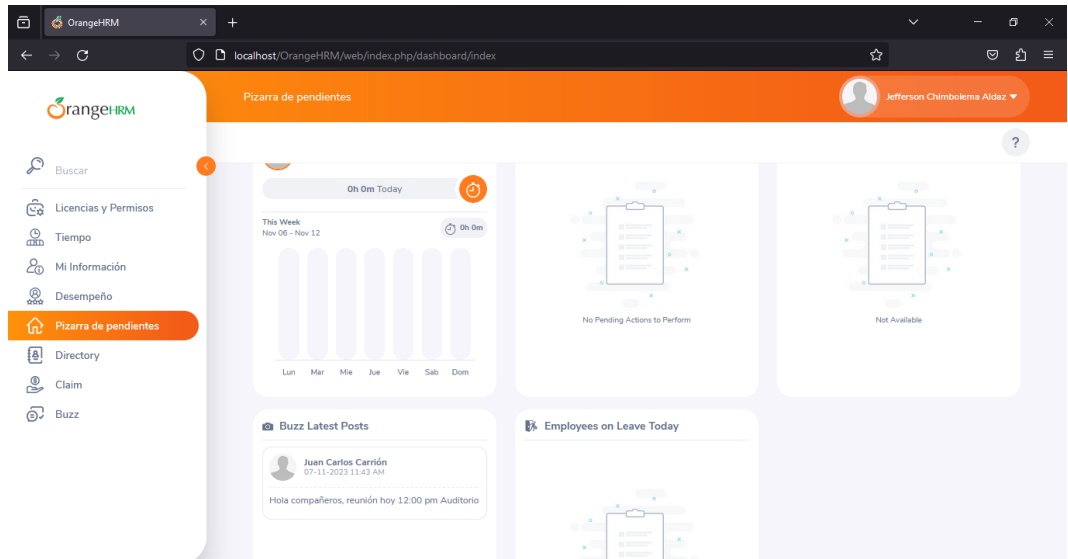 OrangeHRM
localhost/OrangeHRM/web/index.php/dashboard/index
OrangeHRM
Pizarra de pendientes
Jefferson Chimbolema Aldaz
?
Buscar
Licencias y Permisos
Tiempo
Mi Información
Desempeño
Pizarra de pendientes
Directory
Claim
Buzz
0h 0m Today
This Week
Nov 06 - Nov 12
0h 0m
Lun Mar Mie Jue Vie Sab Dom
No Pending Actions to Perform
Not Available
Buzz Latest Posts
Juan Carlos Carrión
07-11-2023 11:43 AM
Hola compañeros, reunión hoy 12:00 pm Auditorio
Employees on Leave Today